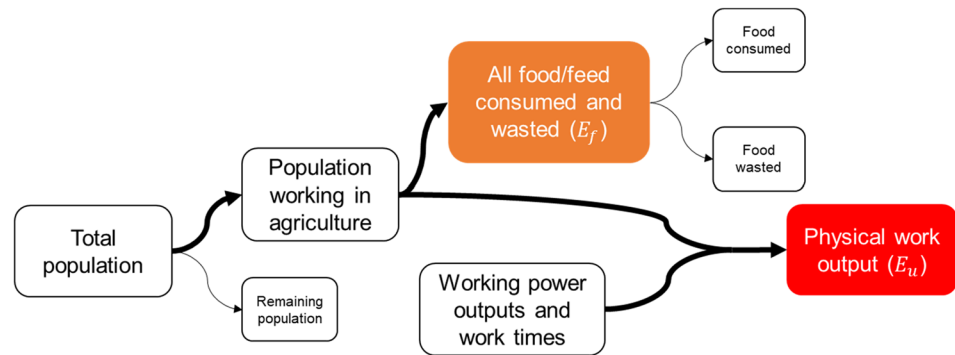 Total
population
Population
working in
agriculture
Remaining
population
All food/feed
consumed and
wasted (E_f)
Food
consumed
Food
wasted
Working power
outputs and
work times
Physical work
output (E_u)